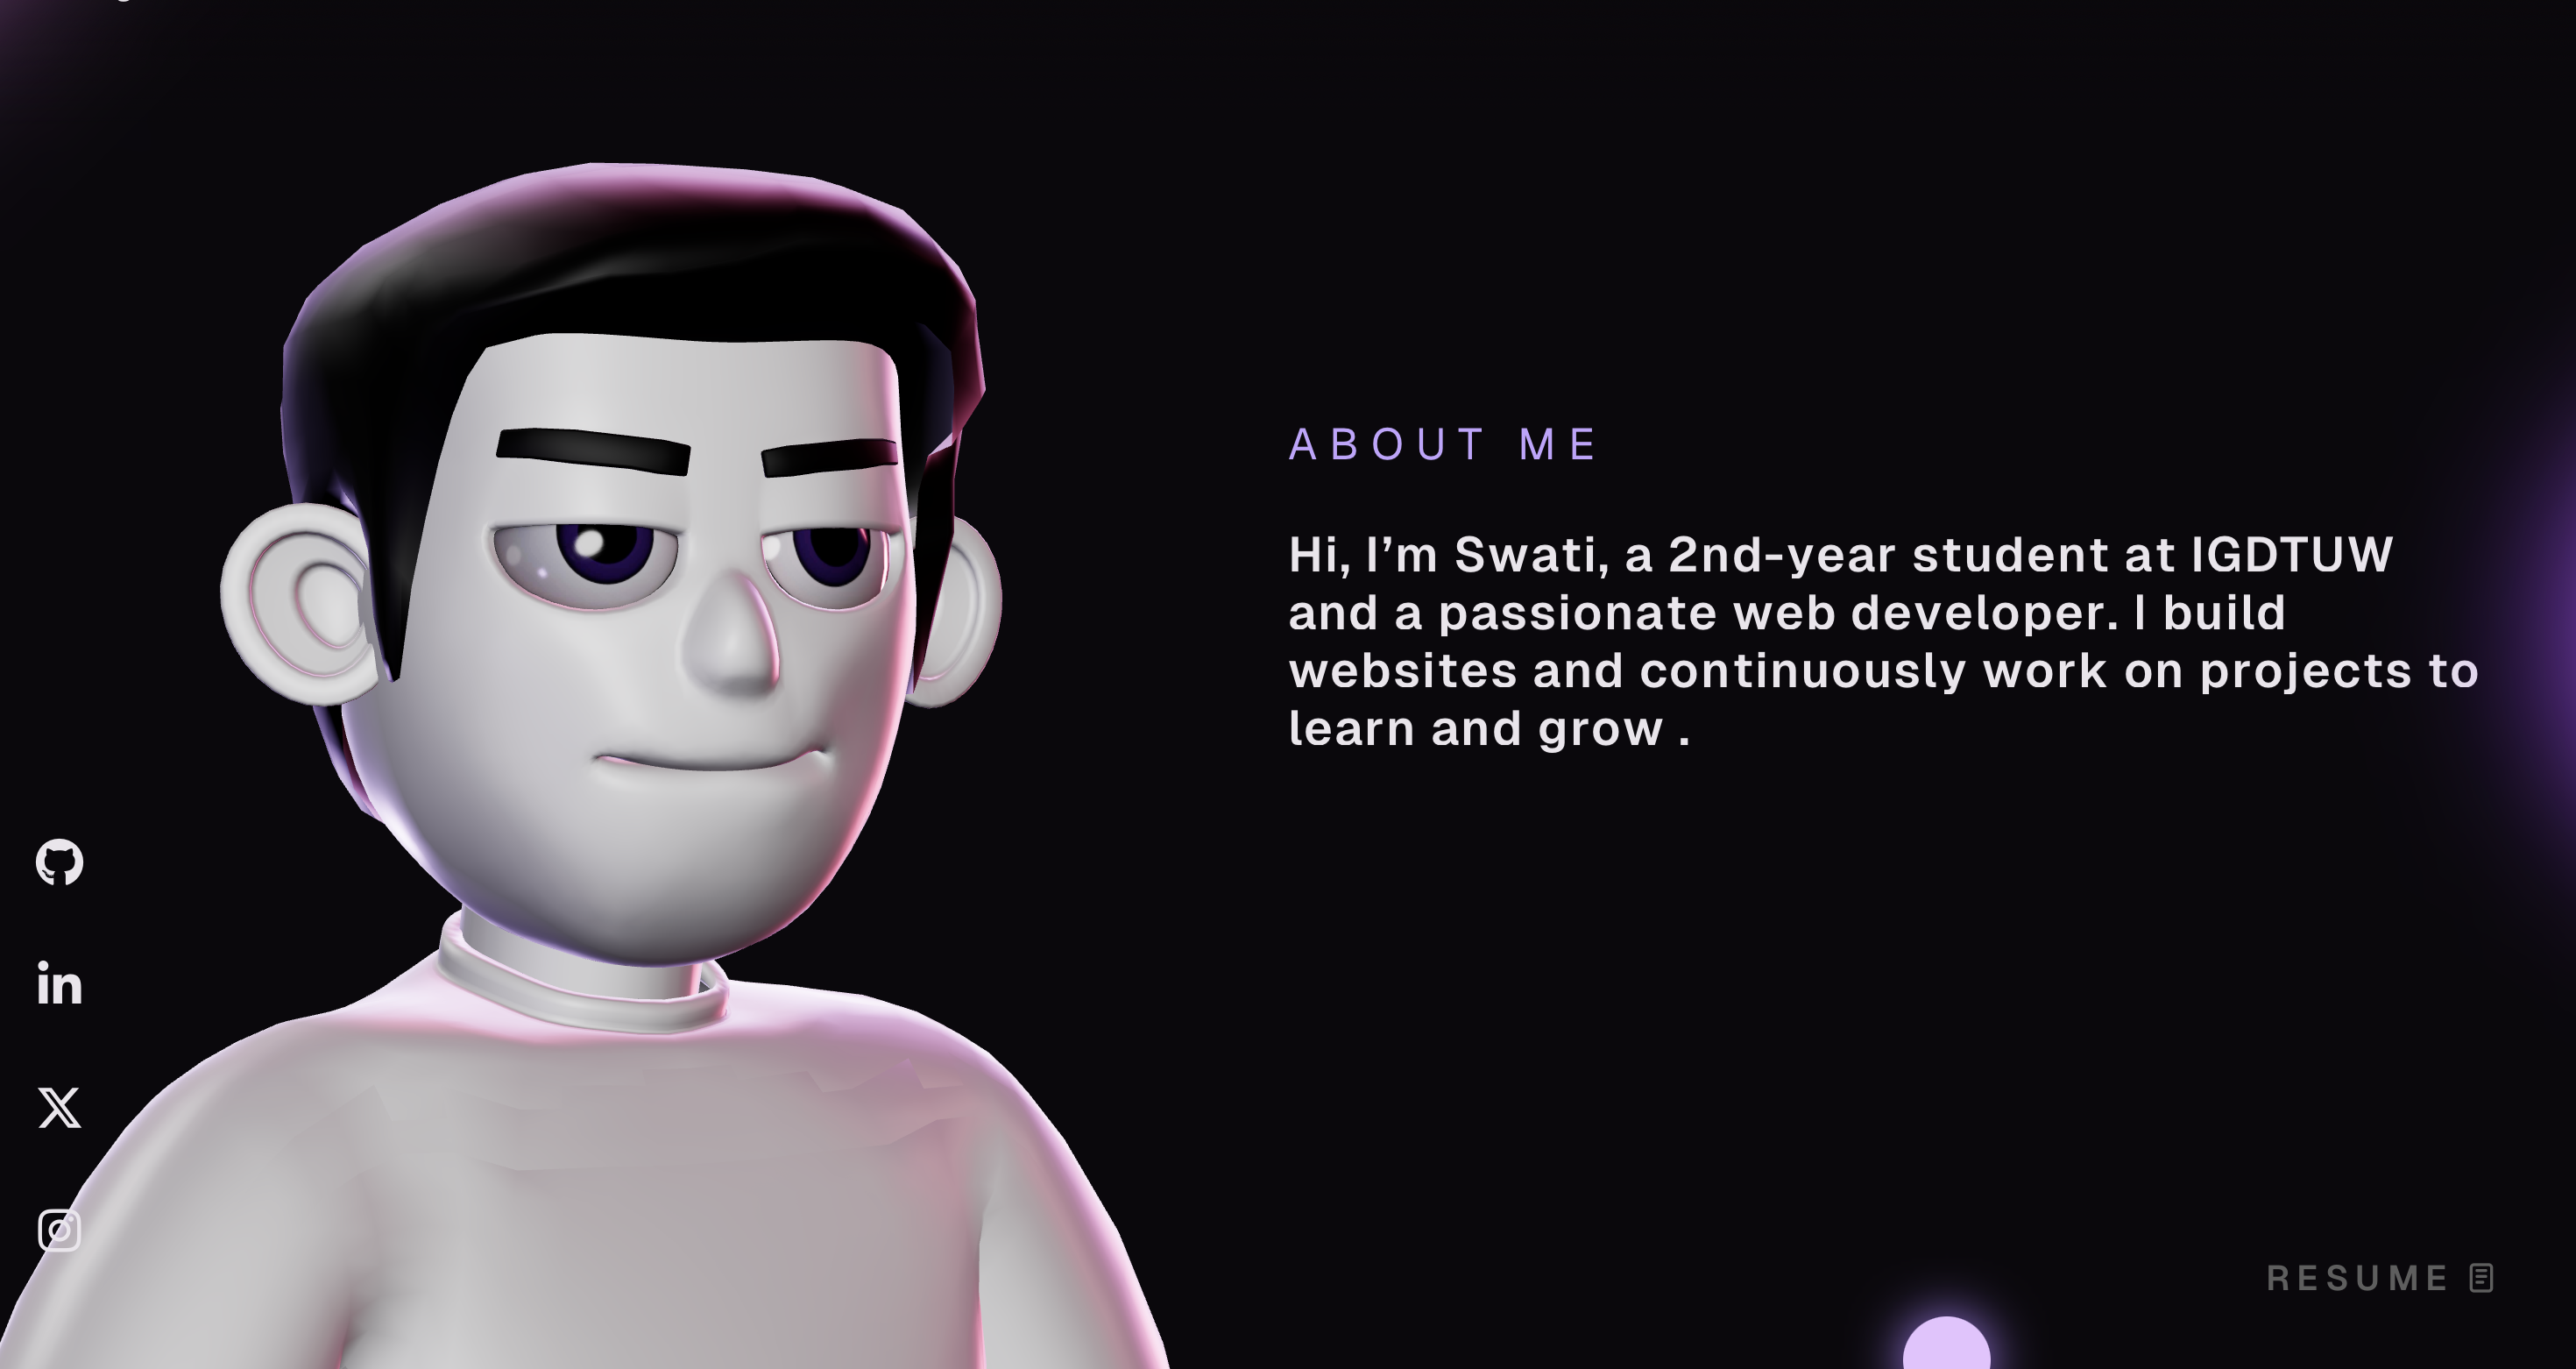 ABOUT ME
Hi, I’m Swati, a 2nd-year student at IGDTUW
and a passionate web developer. I build
websites and continuously work on projects to
learn and grow .
in
RESUME